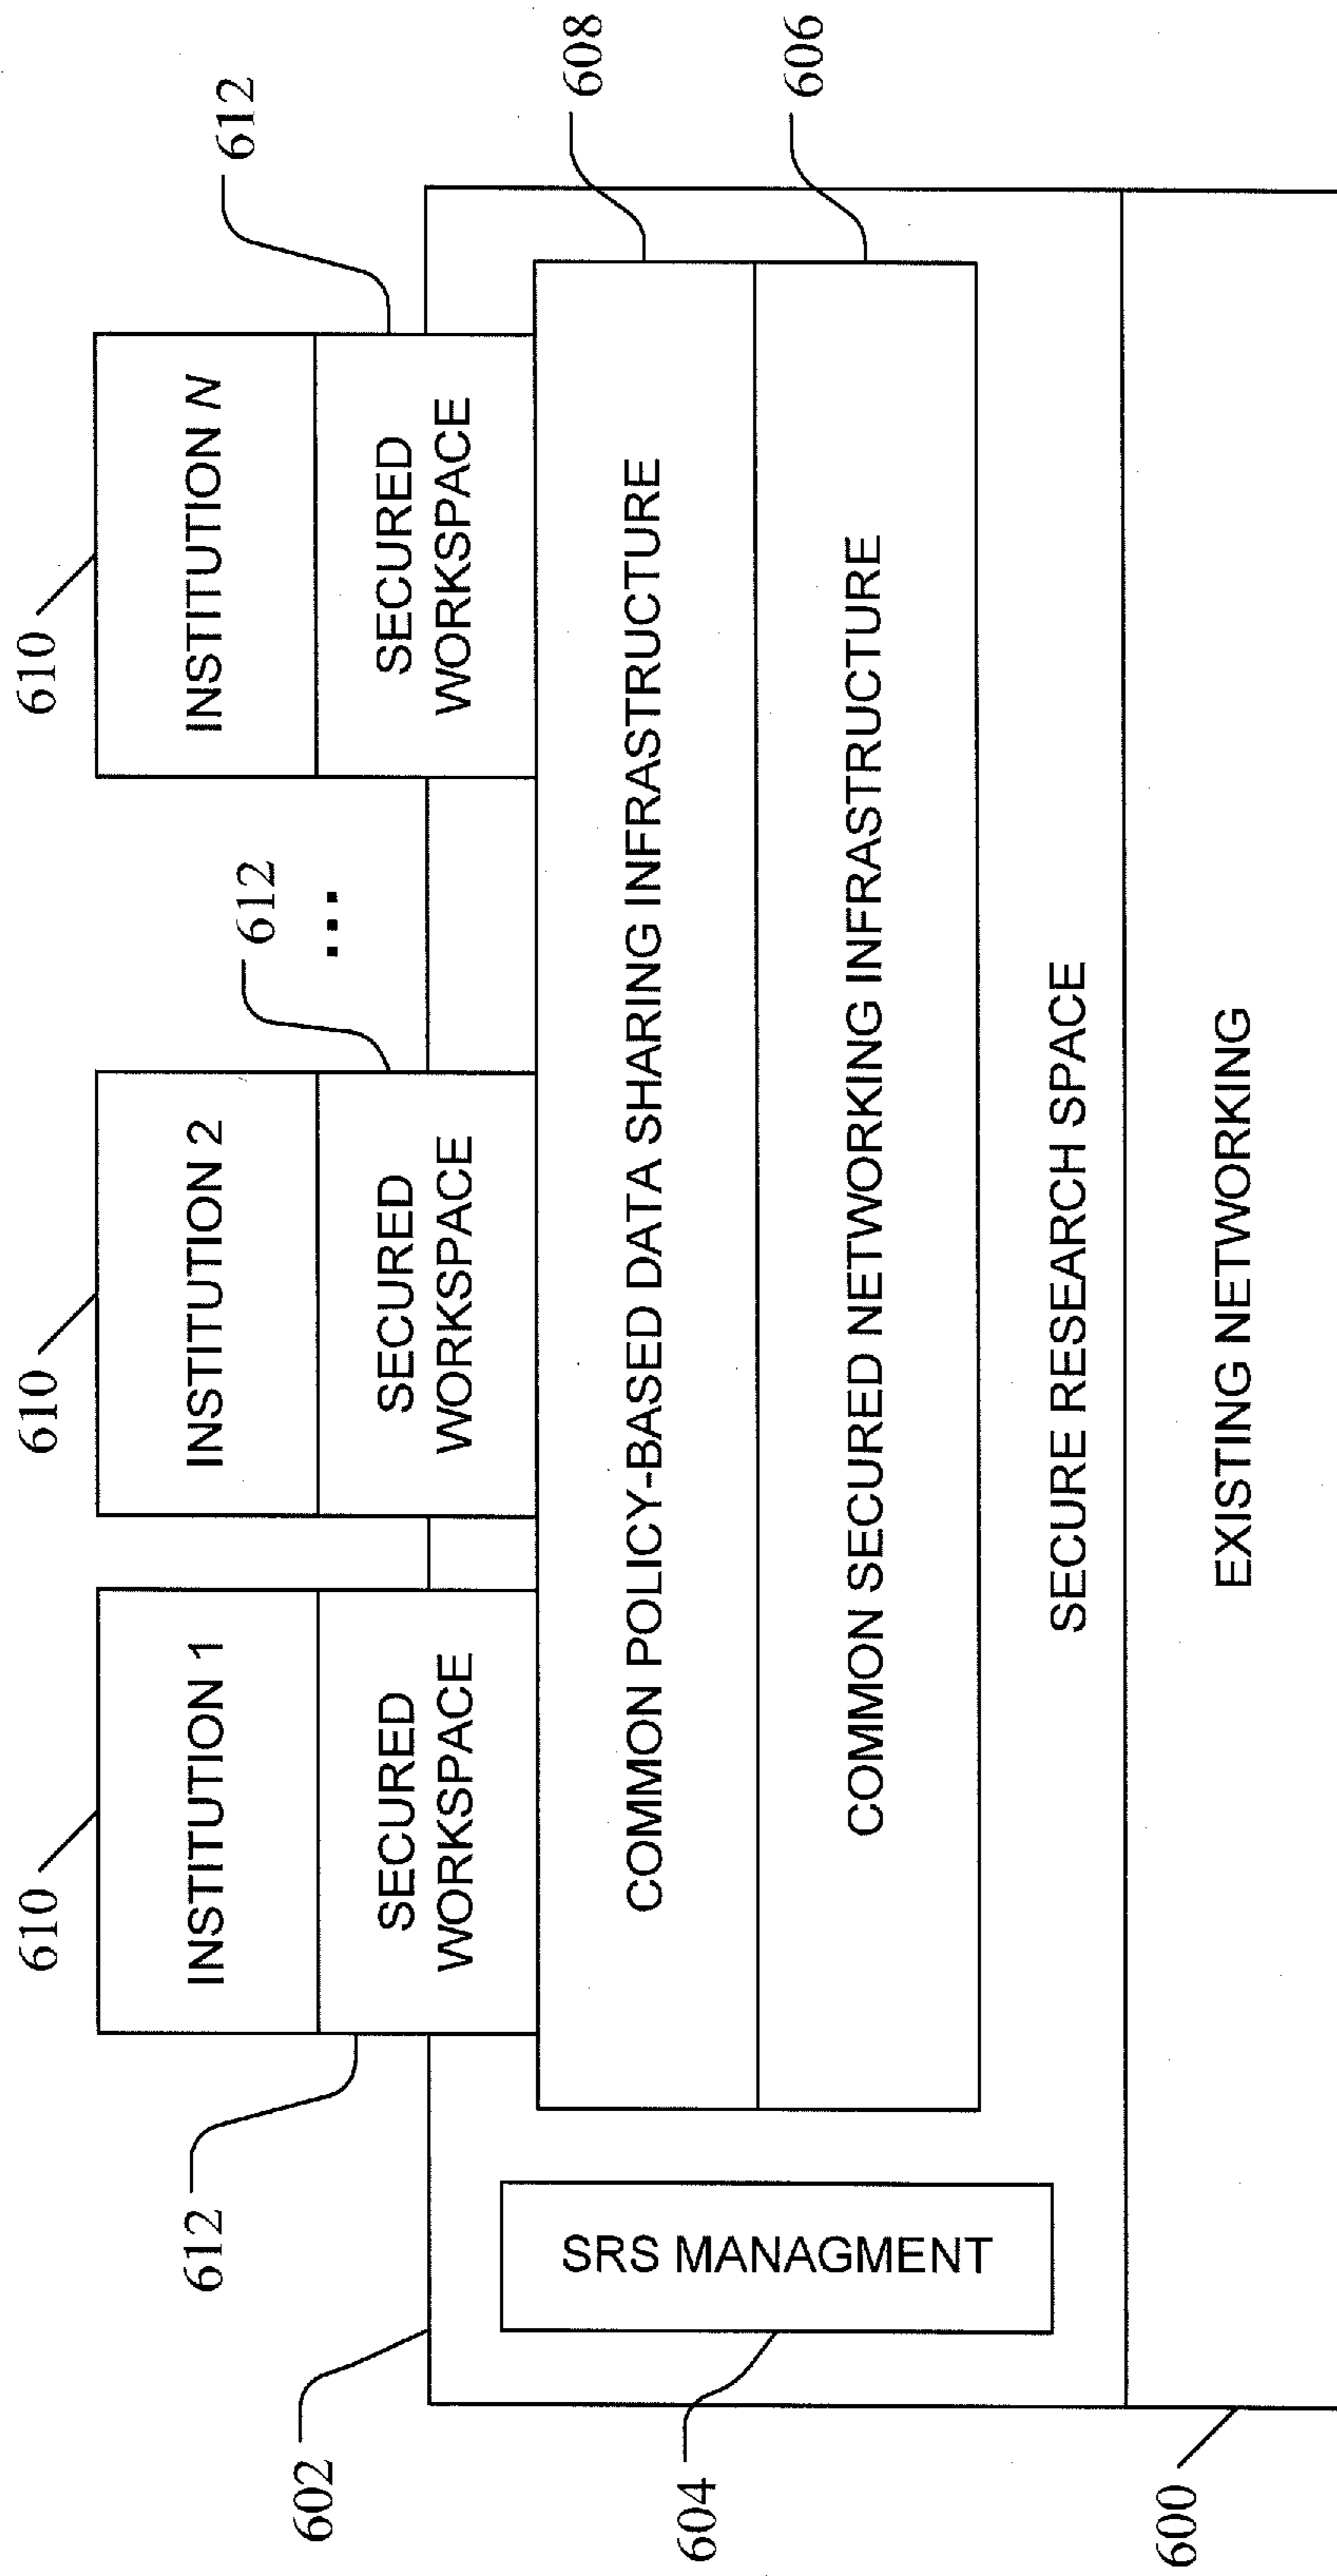 610
610
610
612
INSTITUTION 1
INSTITUTION 2
612
...
INSTITUTION N
612
SECURED
WORKSPACE
SECURED
WORKSPACE
SECURED
WORKSPACE
602
608
COMMON POLICY-BASED DATA SHARING INFRASTRUCTURE
604
SRS MANAGMENT
606
COMMON SECURED NETWORKING INFRASTRUCTURE
SECURE RESEARCH SPACE
600
EXISTING NETWORKING